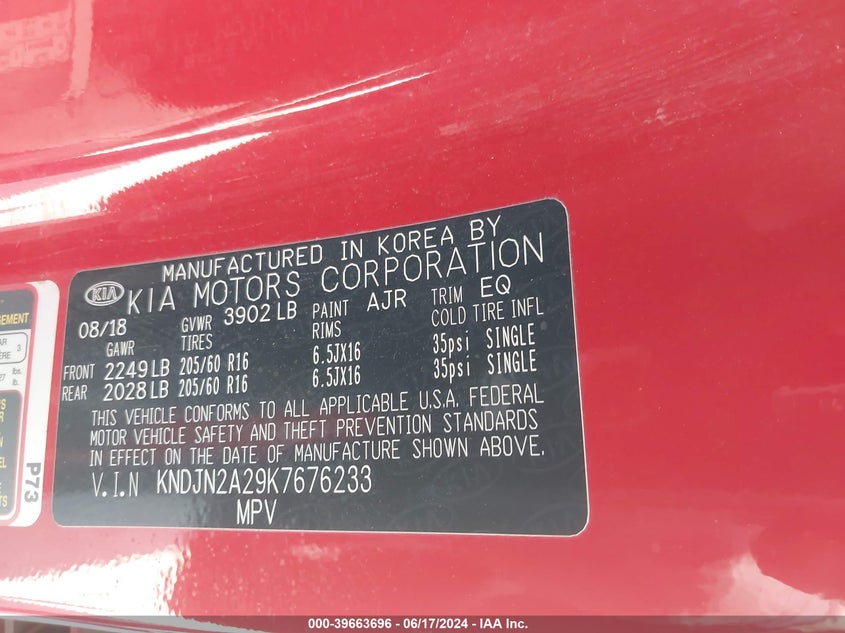 MANUFACTURED IN KOREA BY
KIA KIA MOTORS CORPORATION
08/18 GVWR 3902 LB PAINT AJR TRIM EQ
GAWR TIRES RIMS COLD TIRE INFL
FRONT 2249 LB 205/60 R16 6.5JX16 35psi SINGLE
REAR 2028 LB 205/60 R16 6.5JX16 35psi SINGLE
THIS VEHICLE CONFORMS TO ALL APPLICABLE U.S.A. FEDERAL
MOTOR VEHICLE SAFETY AND THEFT PREVENTION STANDARDS
IN EFFECT ON THE DATE OF MANUFACTURE SHOWN ABOVE.
V.I.N KNDJN2A29K7676233
MPV
P73
000-39663696 - 06/17/2024 - IAA Inc.